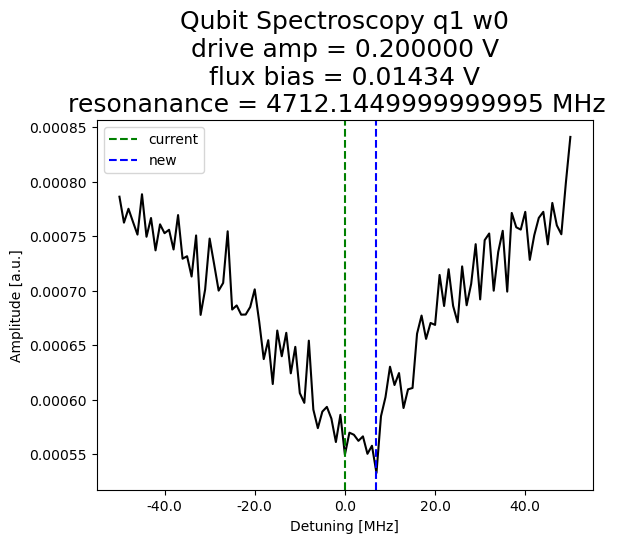 Qubit Spectroscopy q1 w0
drive amp = 0.200000 V
flux bias = 0.01434 V
resonanance = 4712.1449999999995 MHz
current
new
0.00085
0.00080
0.00075
0.00070
0.00065
0.00060
0.00055
Amplitude [a.u.]
-40.0
-20.0
0.0
20.0
40.0
Detuning [MHz]